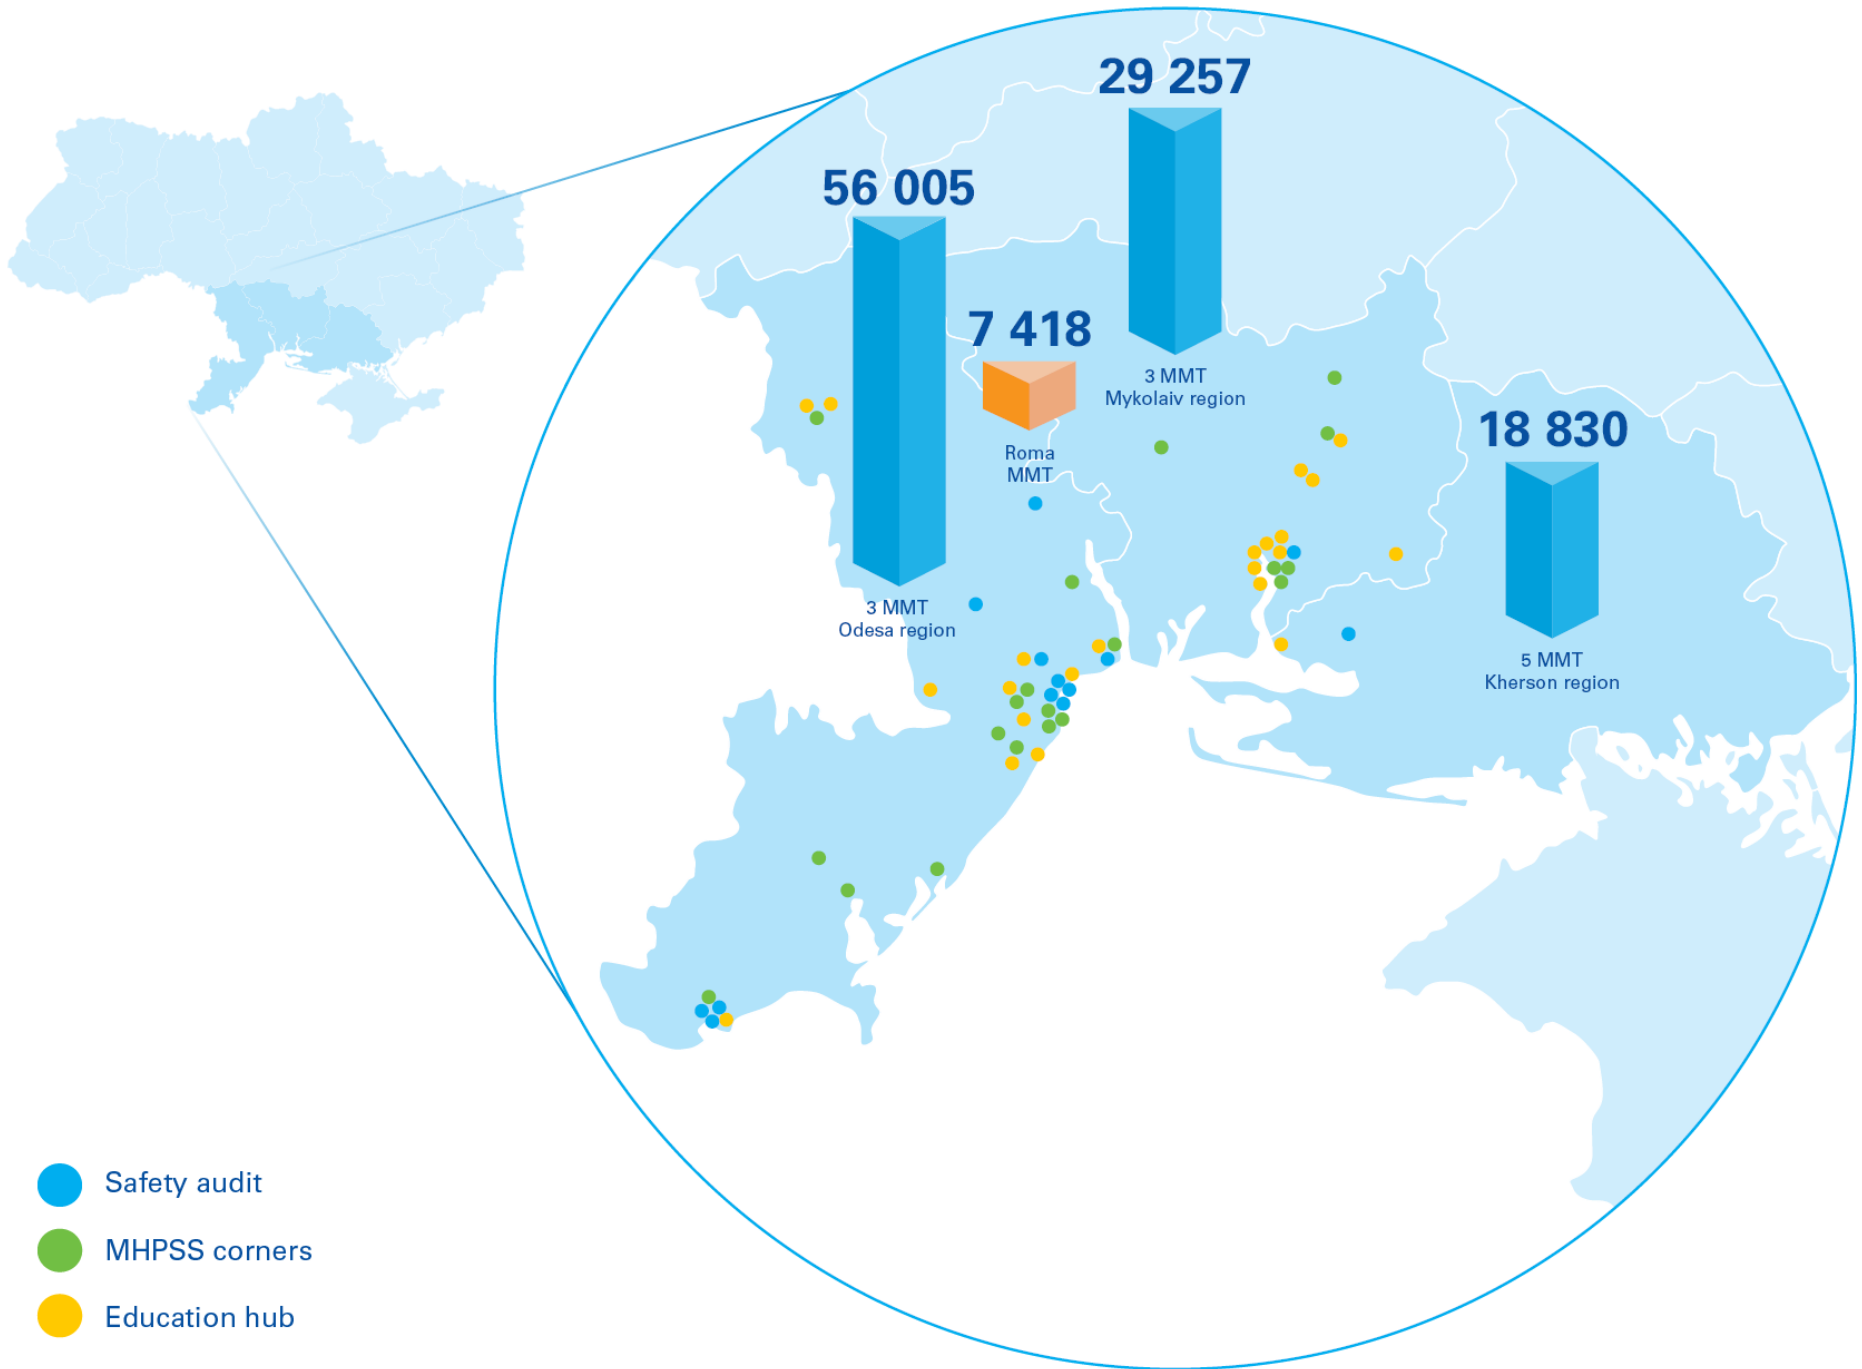 29 257
56 005
7 418
3 MMT
Mykolaiv region
18 830
Roma
MMT
3 MMT
Odesa region
5 MMT
Kherson region
Safety audit
MHPSS corners
Education hub